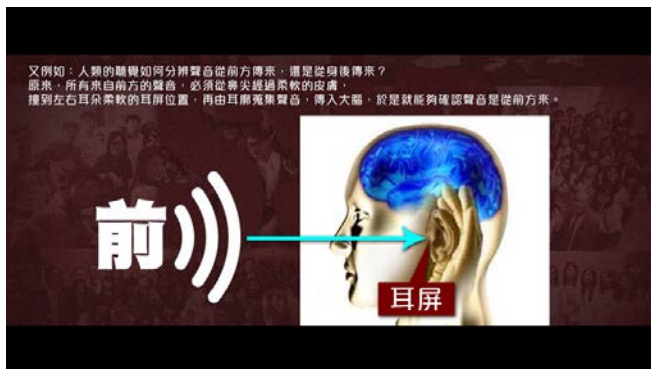 又例如：人類的聽覺如何分辨聲音從前方傳來，還是從身後傳來？
原來，所有來自前方的聲音，必須從鼻尖經過柔軟的皮膚，
撞到左右耳朵柔軟的耳屏位置，再由耳廓蒐集聲音，傳入大腦，於是就能夠確認聲音是從前方來。
前
耳屏